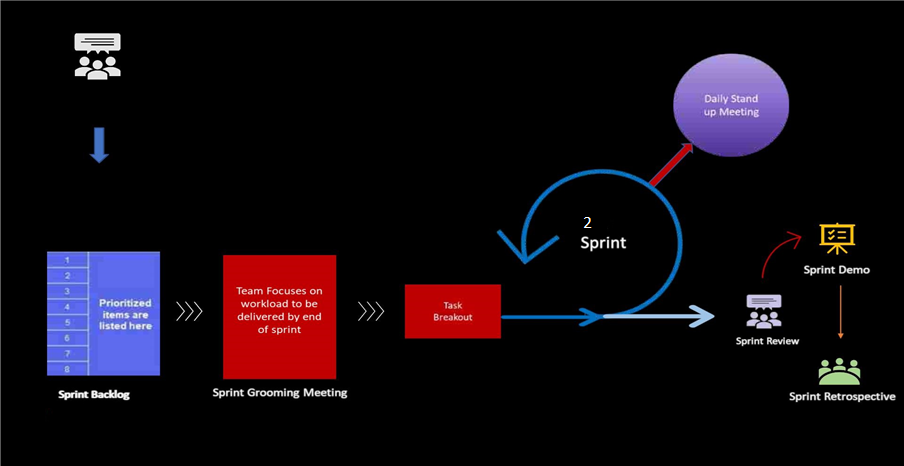 Daily Stand
up Meeting
2
Sprint
Sprint Demo
1
2
3
4
5
6
7
8
Prioritized
items are
listed here
Team Focuses on
workload to be
delivered by end
of sprint
Task
Breakout
Sprint Review
Sprint Backlog
Sprint Grooming Meeting
Sprint Retrospective